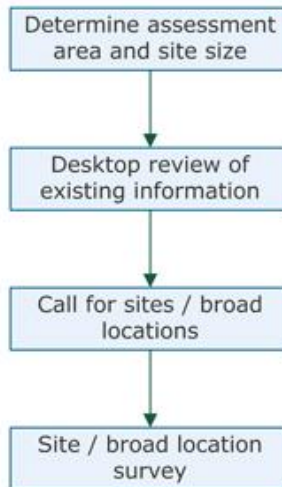 Determine assessment
area and site size
Desktop review of
existing information
Call for sites / broad
locations
Site / broad location
survey